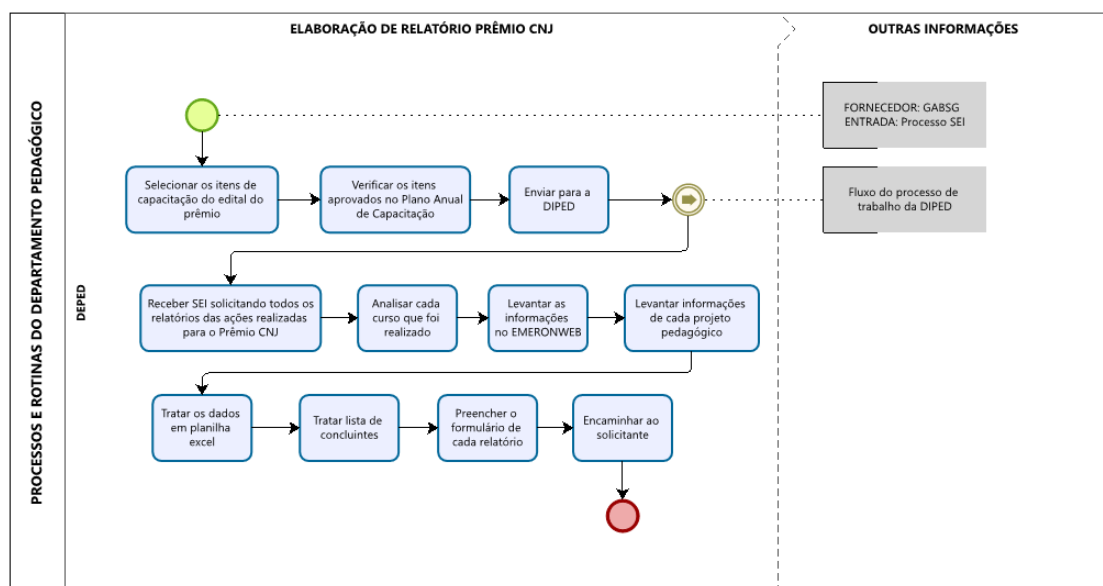 ELABORAÇÃO DE RELATÓRIO PRÊMIO CNJ
OUTRAS INFORMAÇÕES
PROCESSOS E ROTINAS DO DEPARTAMENTO PEDAGÓGICO
DEPED
FORNECEDOR: GABSG
ENTRADA: Processo SEI
Selecionar os itens de
capacitação do edital do
prêmio
Verificar os itens
aprovados no Plano Anual
de Capacitação
Enviar para a
DIPED
Fluxo do processo de
trabalho da DIPED
Receber SEI solicitando todos os
relatórios das ações realizadas
para o Prêmio CNJ
Analisar cada
curso que foi
realizado
Levantar as
informações
no EMERONWEB
Levantar informações
de cada projeto
pedagógico
Tratar os dados
em planilha
excel
Tratar lista de
concluintes
Preencher o
formulário de
cada relatório
Encaminhar ao
solicitante